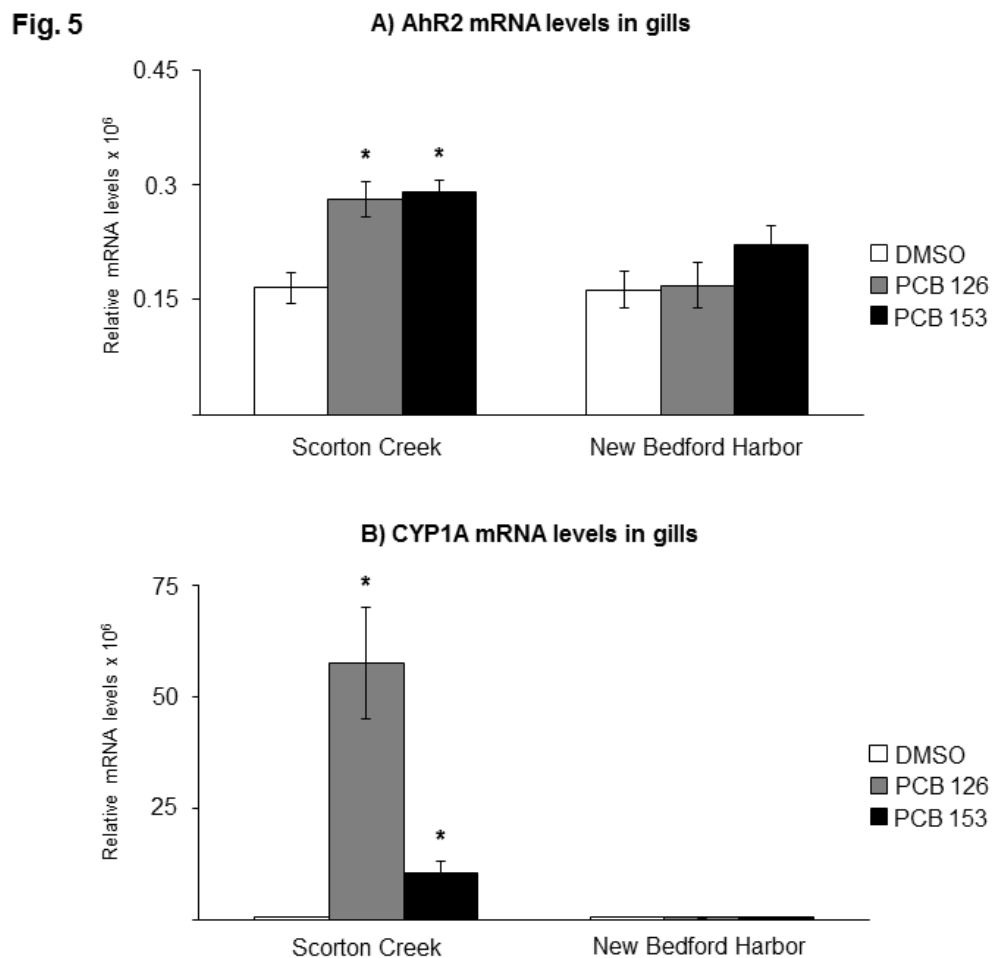 Fig. 5
A) AhR2 mRNA levels in gills
Relative mRNA levels x 10⁶
0.45
0.3
0.15
* *
DMSO
PCB 126
PCB 153
Scorton Creek New Bedford Harbor
B) CYP1A mRNA levels in gills
Relative mRNA levels x 10⁶
75
50
25
*
*
DMSO
PCB 126
PCB 153
Scorton Creek New Bedford Harbor